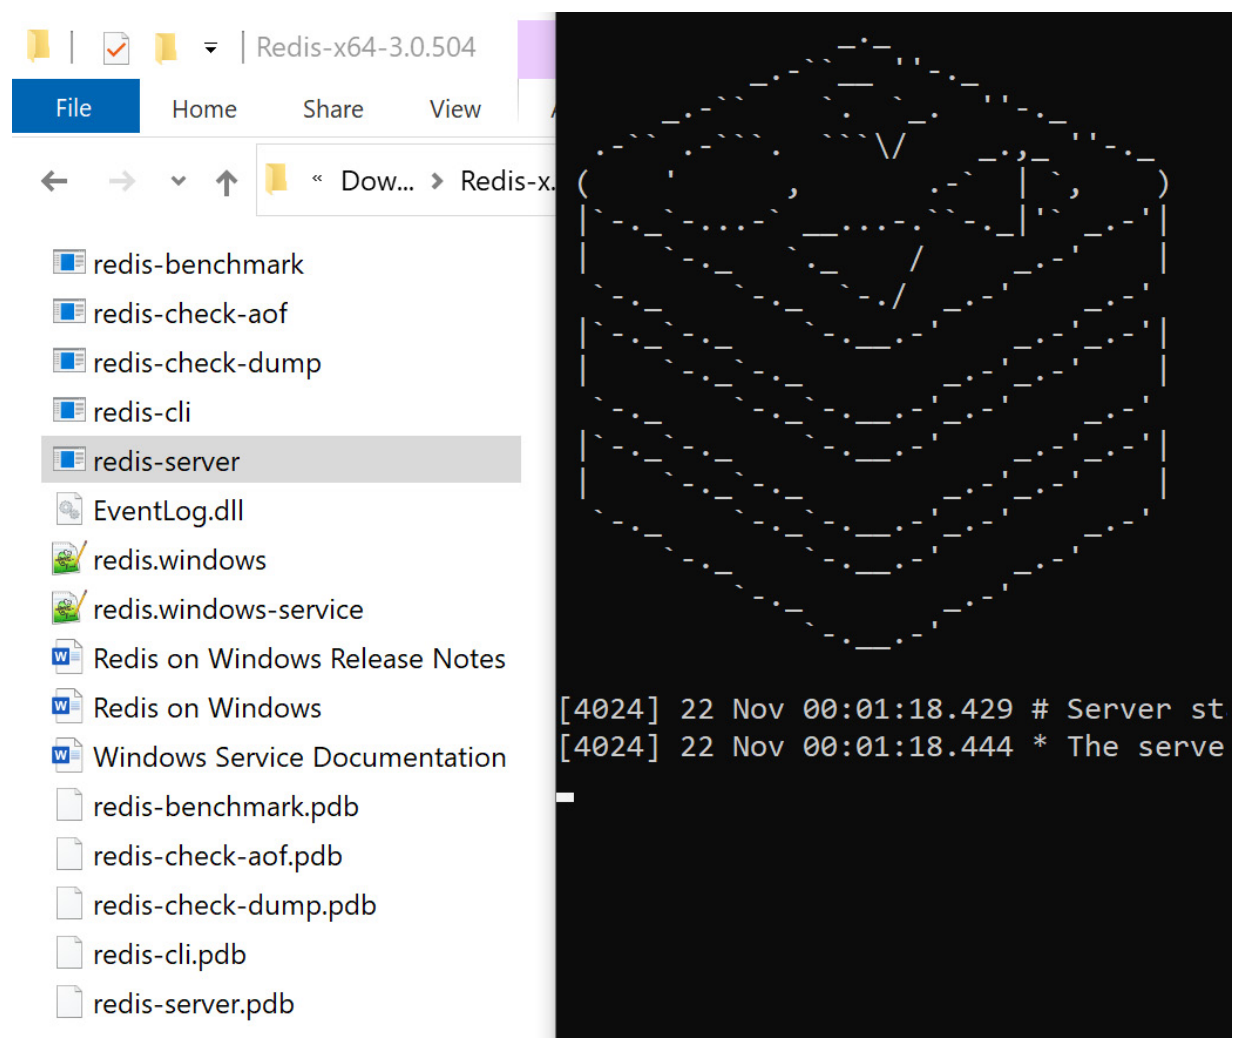 Redis-x64-3.0.504
File Home Share View
« Dow... > Redis-x.
redis-benchmark
redis-check-aof
redis-check-dump
redis-cli
redis-server
EventLog.dll
redis.windows
redis.windows-service
Redis on Windows Release Notes
Redis on Windows
Windows Service Documentation
redis-benchmark.pdb
redis-check-aof.pdb
redis-check-dump.pdb
redis-cli.pdb
redis-server.pdb
[4024] 22 Nov 00:01:18.429 # Server st
[4024] 22 Nov 00:01:18.444 * The serve